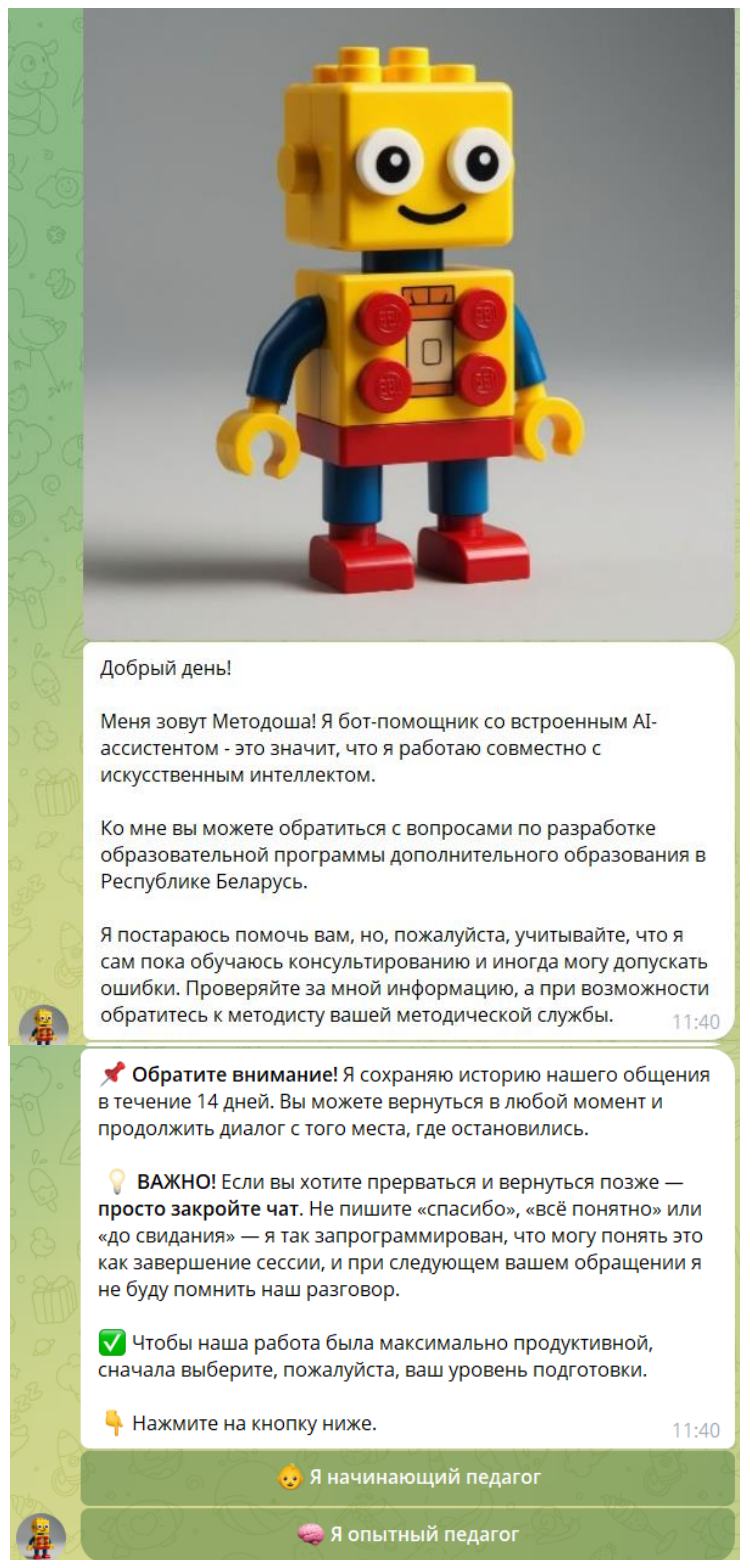 Добрый день!
Меня зовут Методоша! Я бот-помощник со встроенным AI-
ассистентом - это значит, что я работаю совместно с
искусственным интеллектом.
Ко мне вы можете обратиться с вопросами по разработке
образовательной программы дополнительного образования в
Республике Беларусь.
Я постараюсь помочь вам, но, пожалуйста, учитывайте, что я
сам пока обучаюсь консультированию и иногда могу допускать
ошибки. Проверяйте за мной информацию, а при возможности
обратитесь к методисту вашей методической службы.
11:40
📌 Обратите внимание! Я сохраняю историю нашего общения
в течение 14 дней. Вы можете вернуться в любой момент и
продолжить диалог с того места, где остановились.
💡 ВАЖНО! Если вы хотите прерваться и вернуться позже —
просто закройте чат. Не пишите «спасибо», «всё понятно» или
«до свидания» — я так запрограммирован, что могу понять это
как завершение сессии, и при следующем вашем обращении я
не буду помнить наш разговор.
✅ Чтобы наша работа была максимально продуктивной,
сначала выберите, пожалуйста, ваш уровень подготовки.
👇 Нажмите на кнопку ниже.
11:40
👶 Я начинающий педагог
🧠 Я опытный педагог